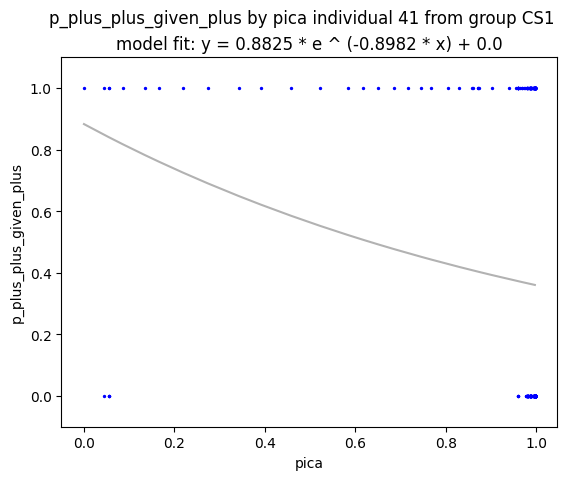 p_plus_plus_given_plus by pica individual 41 from group CS1
model fit: y = 0.8825 * e ^ (-0.8982 * x) + 0.0
1.0
0.8
0.6
0.4
0.2
0.0
p_plus_plus_given_plus
0.0 0.2 0.4 0.6 0.8 1.0
pica